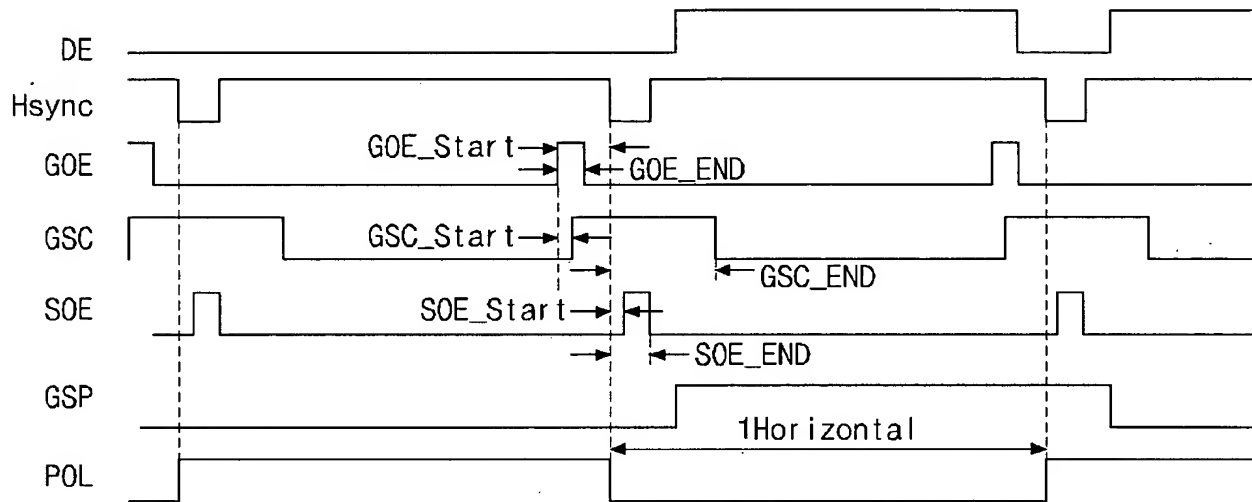 DE
Hsync
GOE
GOE_Start
GOE_END
GSC
GSC_Start
GSC_END
SOE
SOE_Start
SOE_END
GSP
1Horizontal
POL